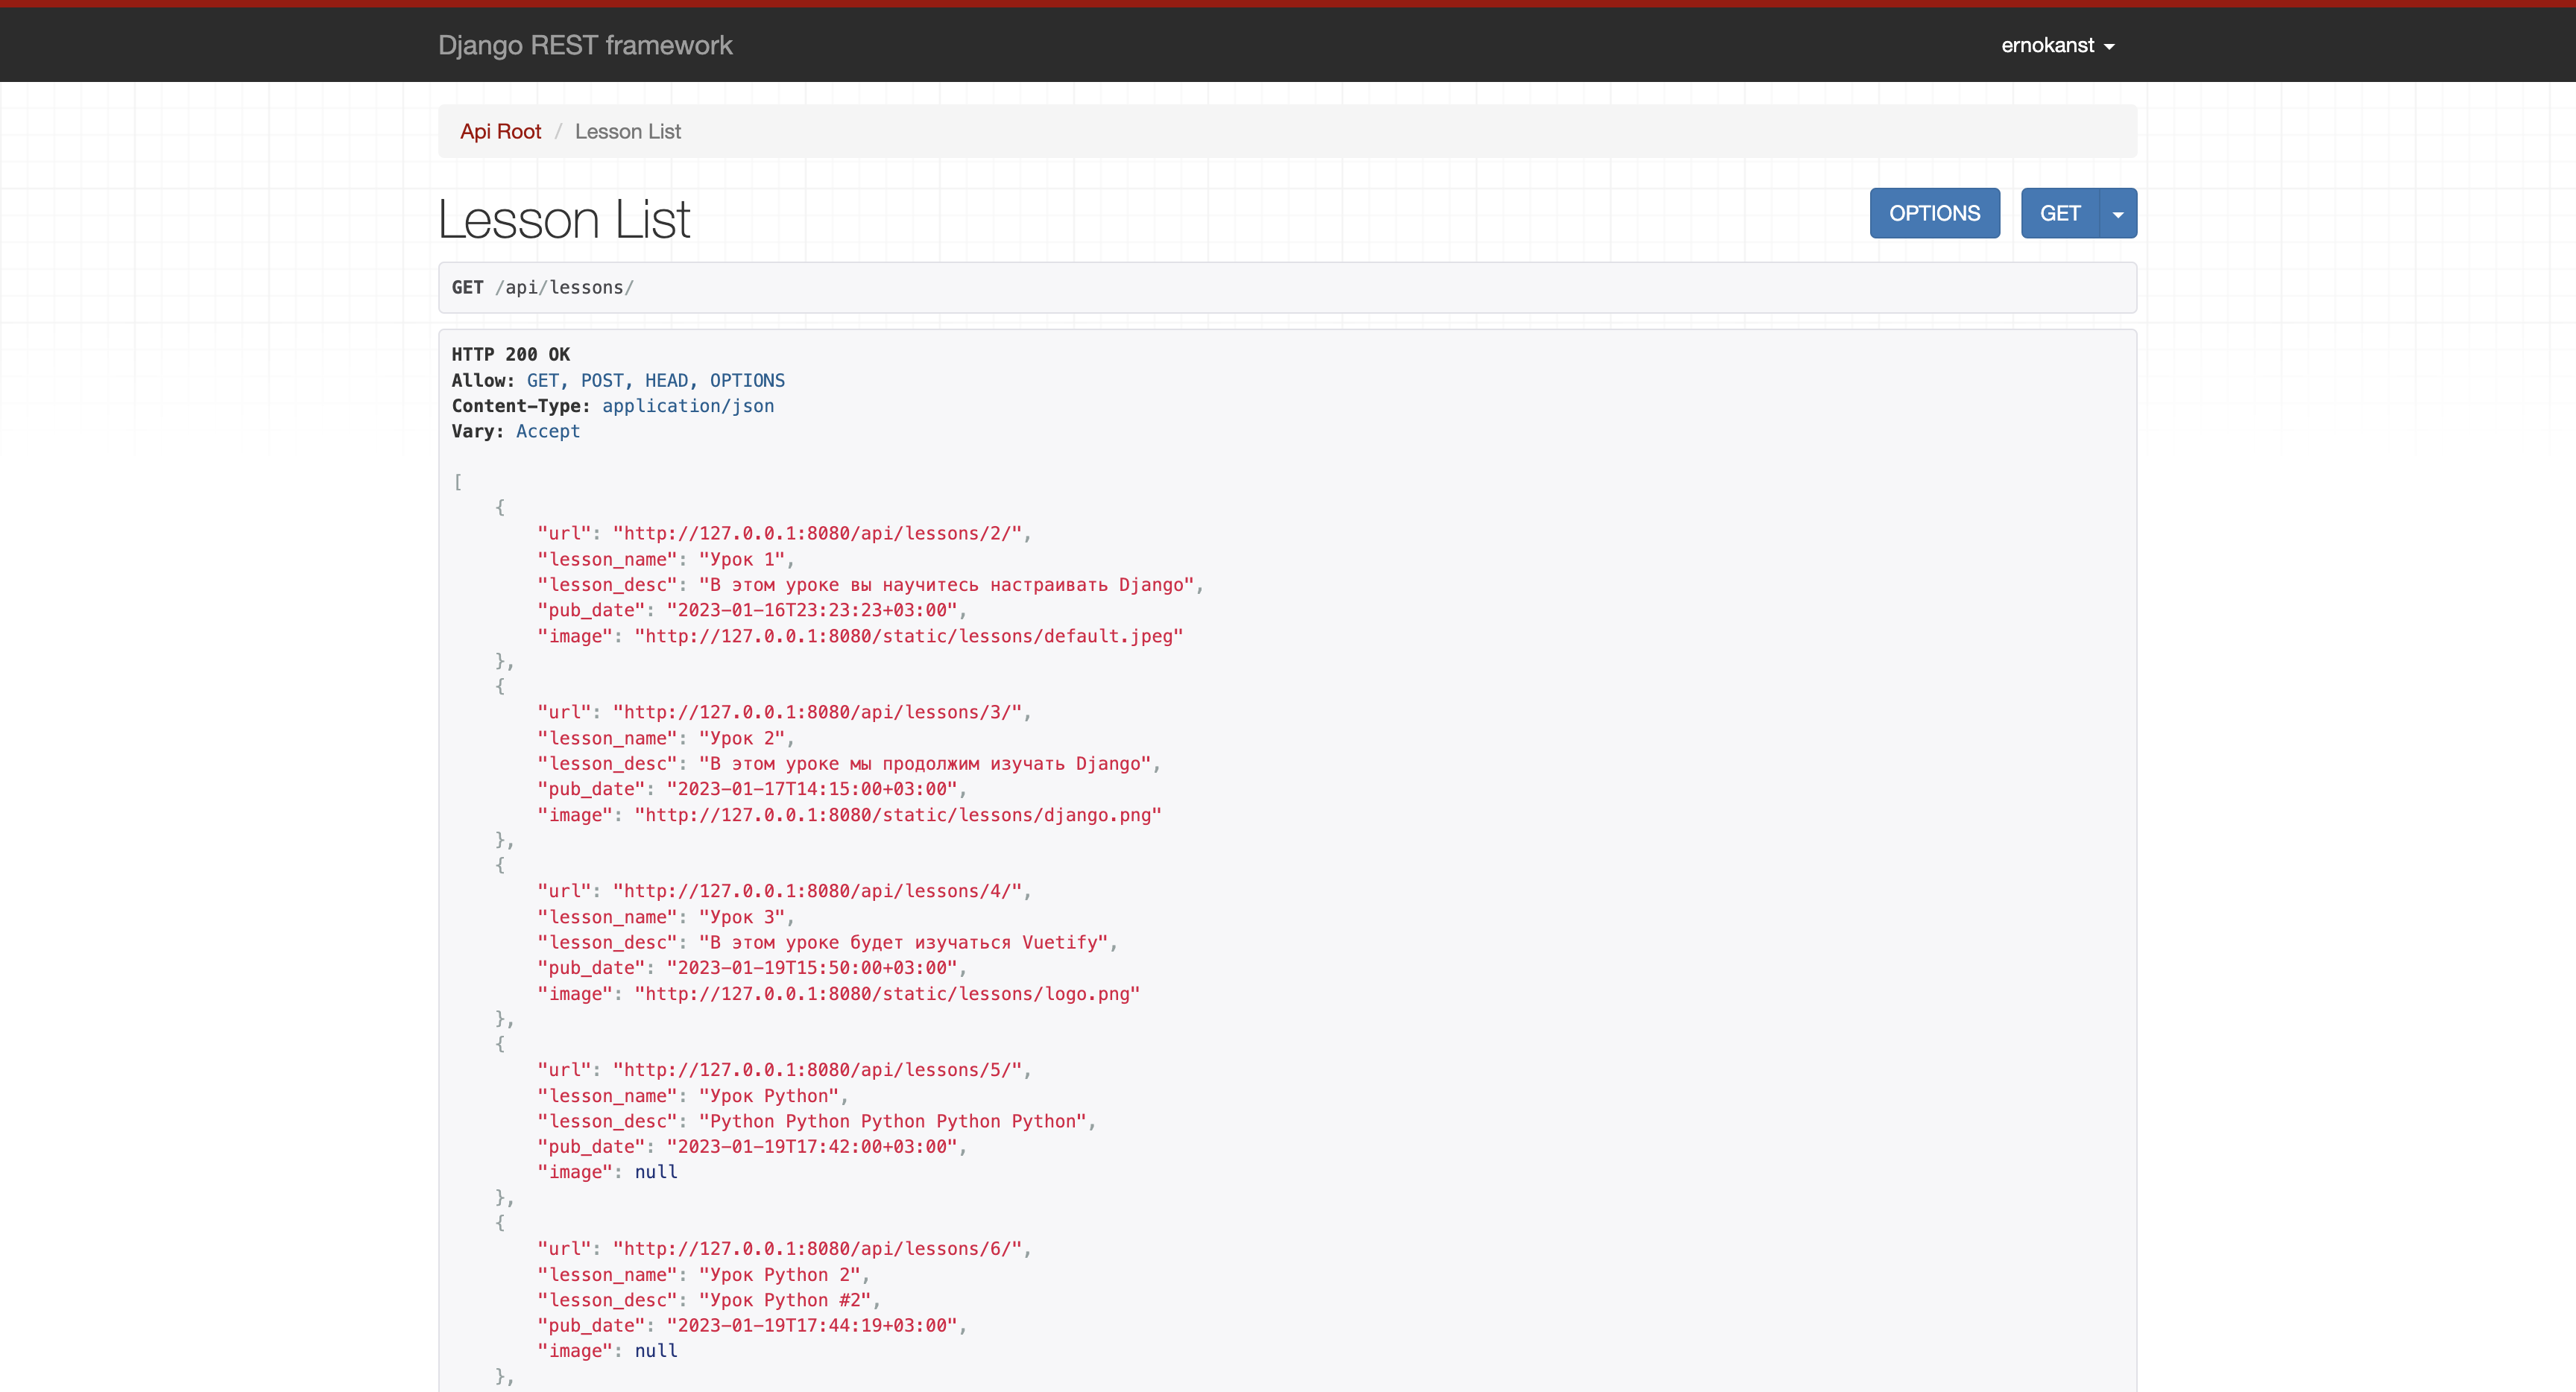 Django REST framework
ernokanst
Api Root / Lesson List
Lesson List
OPTIONS
GET
GET /api/lessons/
HTTP 200 OK
Allow: GET, POST, HEAD, OPTIONS
Content-Type: application/json
Vary: Accept
[
    {
        "url": "http://127.0.0.1:8080/api/lessons/2/",
        "lesson_name": "Урок 1",
        "lesson_desc": "В этом уроке вы научитесь настраивать Django",
        "pub_date": "2023-01-16T23:23:23+03:00",
        "image": "http://127.0.0.1:8080/static/lessons/default.jpeg"
    },
    {
        "url": "http://127.0.0.1:8080/api/lessons/3/",
        "lesson_name": "Урок 2",
        "lesson_desc": "В этом уроке мы продолжим изучать Django",
        "pub_date": "2023-01-17T14:15:00+03:00",
        "image": "http://127.0.0.1:8080/static/lessons/django.png"
    },
    {
        "url": "http://127.0.0.1:8080/api/lessons/4/",
        "lesson_name": "Урок 3",
        "lesson_desc": "В этом уроке будет изучаться Vuetify",
        "pub_date": "2023-01-19T15:50:00+03:00",
        "image": "http://127.0.0.1:8080/static/lessons/logo.png"
    },
    {
        "url": "http://127.0.0.1:8080/api/lessons/5/",
        "lesson_name": "Урок Python",
        "lesson_desc": "Python Python Python Python Python",
        "pub_date": "2023-01-19T17:42:00+03:00",
        "image": null
    },
    {
        "url": "http://127.0.0.1:8080/api/lessons/6/",
        "lesson_name": "Урок Python 2",
        "lesson_desc": "Урок Python #2",
        "pub_date": "2023-01-19T17:44:19+03:00",
        "image": null
    },